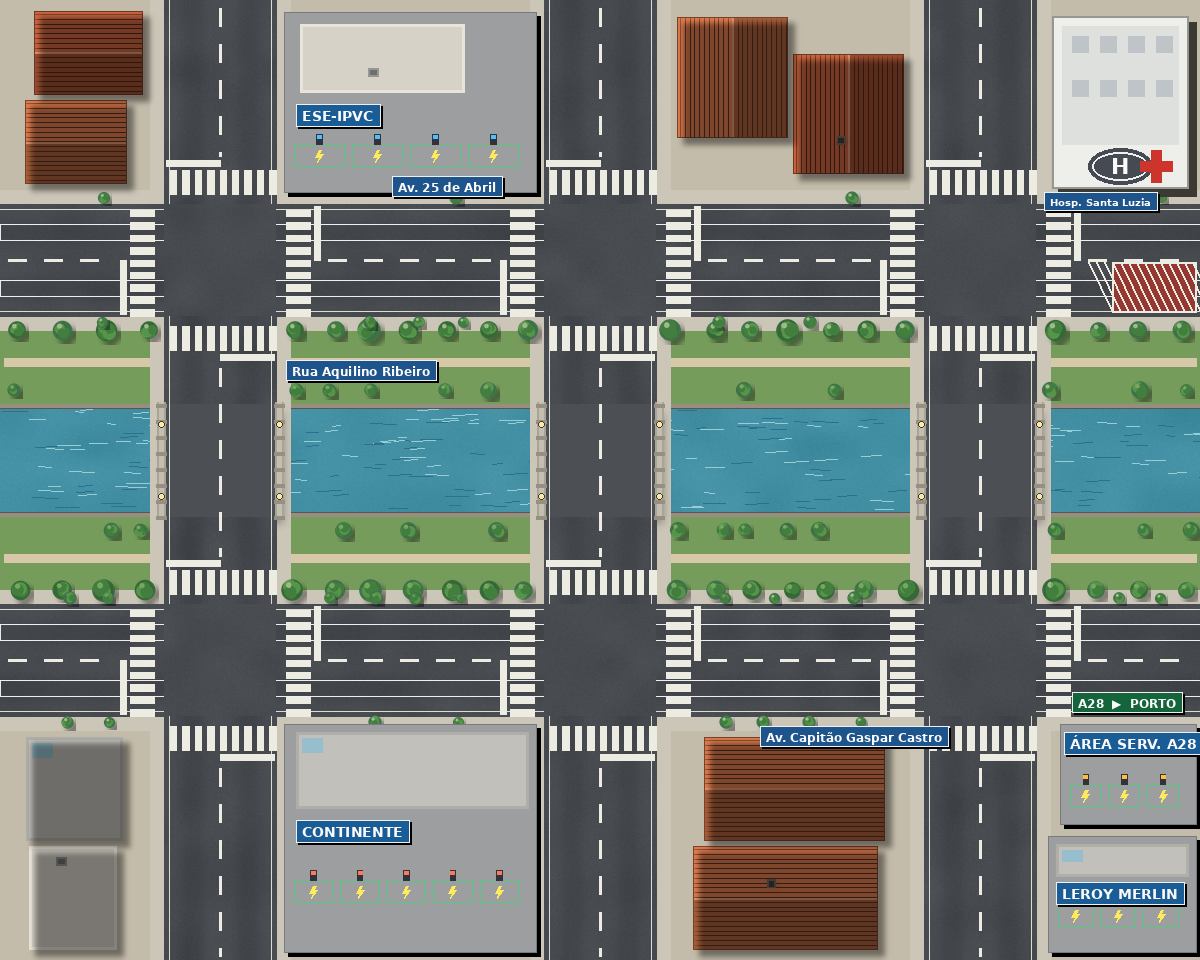 ESE-IPVC
Av. 25 de Abril
H
Hosp. Santa Luzia
Rua Aquilino Ribeiro
A28 ▶ PORTO
Av. Capitão Gaspar Castro
ÁREA SERV. A28
CONTINENTE
LEROY MERLIN